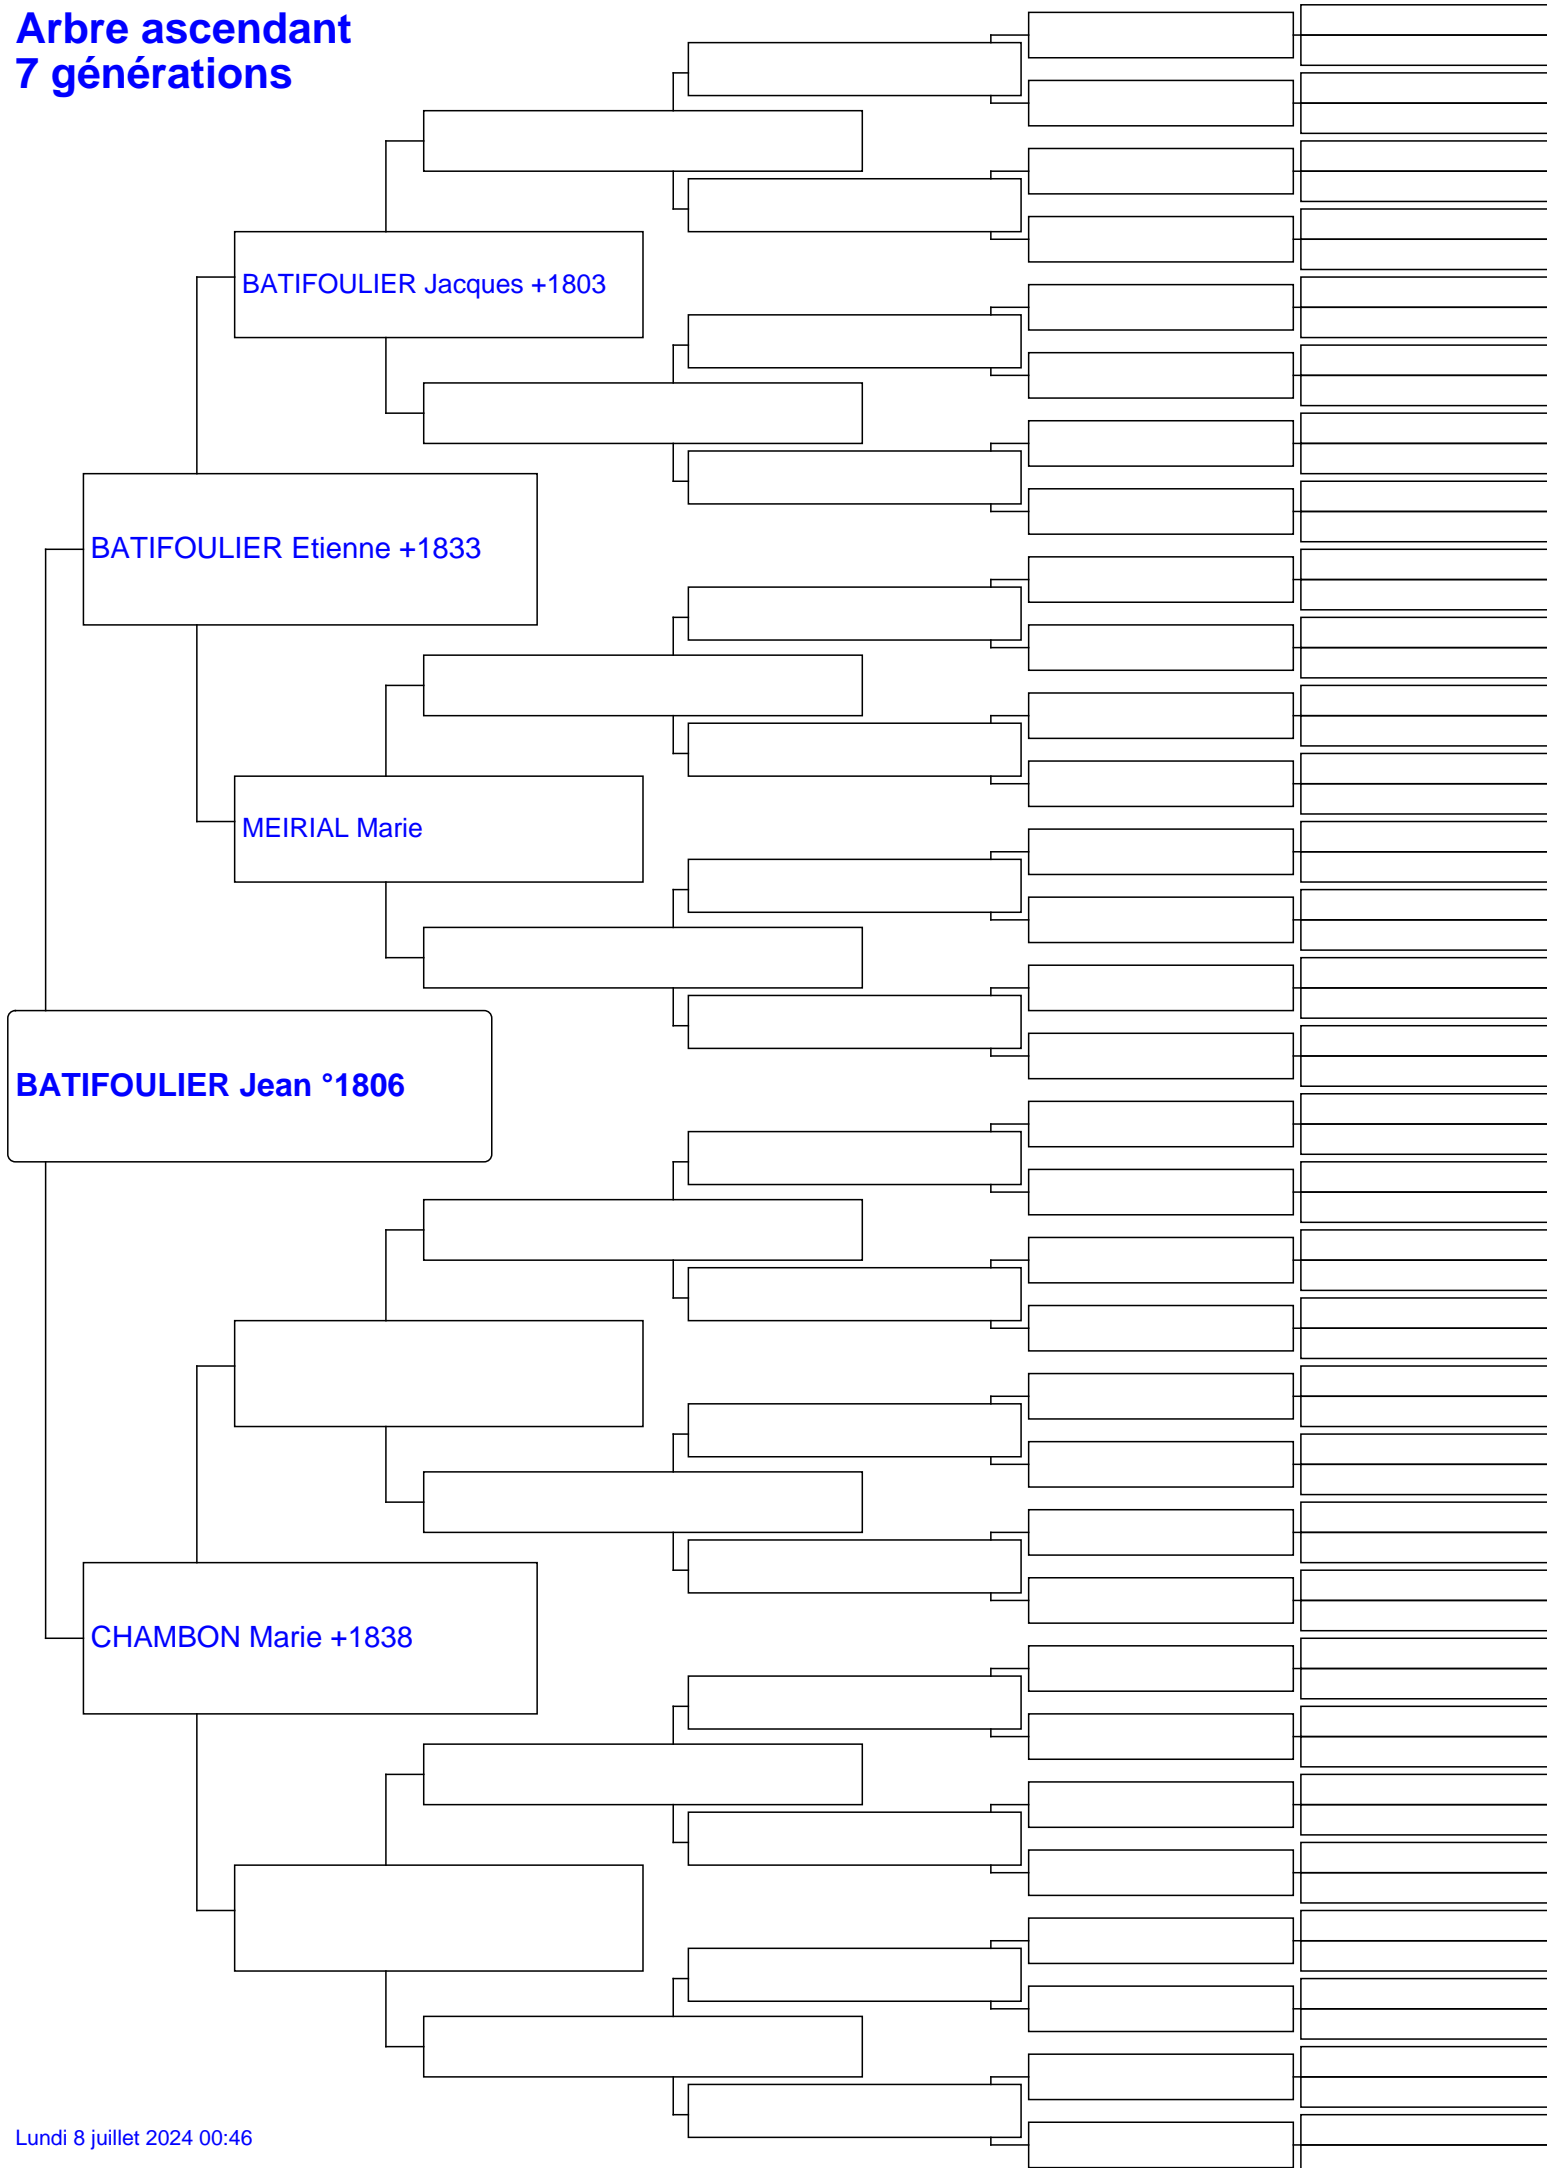 Arbre ascendant
7 générations
BATIFOULIER Jacques +1803
BATIFOULIER Etienne +1833
MEIRIAL Marie
BATIFOULIER Jean °1806
CHAMBON Marie +1838
Lundi 8 juillet 2024 00:46